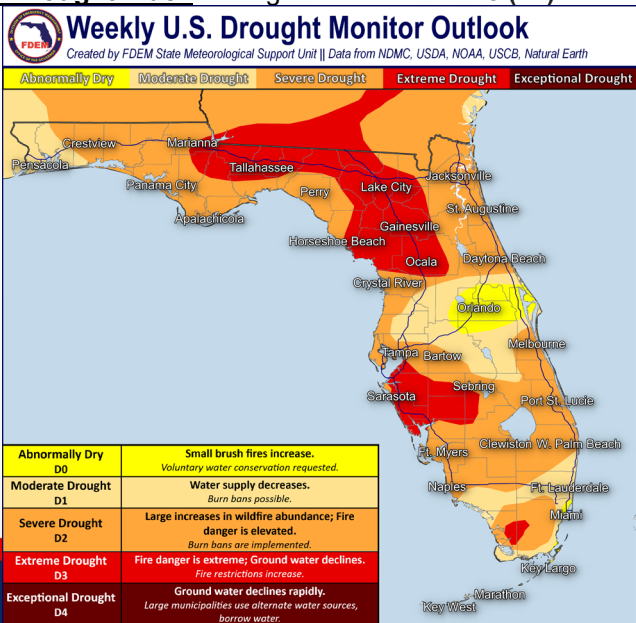 Weekly U.S. Drought Monitor Outlook
FDEM
Created by FDEM State Meteorological Support Unit || Data from NDMC, USDA, NOAA, USCB, Natural Earth
Abnormally Dry Moderate Drought Severe Drought Extreme Drought Exceptional Drought
Crestview
Marianna
Pensacola
Tallahassee
Jacksonville
Panama City
Perry
Lake City
Apalachicola
St. Augustine
Gainesville
Horseshoe Beach
Ocala
Daytona Beach
Crystal River
Orlando
Melbourne
Tampa
Bartow
Sebring
Sarasota
Port St. Lucie
Clewiston
W. Palm Beach
Ft. Myers
Naples
Ft. Lauderdale
Miami
Key Largo
Marathon
Key West
Abnormally Dry
D0
Small brush fires increase.
Voluntary water conservation requested.
Moderate Drought
D1
Water supply decreases.
Burn bans possible.
Severe Drought
D2
Large increases in wildfire abundance; Fire
danger is elevated.
Burn bans are implemented.
Extreme Drought
D3
Fire danger is extreme; Ground water declines.
Fire restrictions increase.
Exceptional Drought
D4
Ground water declines rapidly.
Large municipalities use alternate water sources,
borrow water.